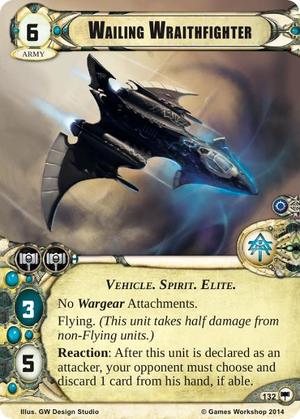 6
ARMY
WAILING WRAITHFIGHTER
VEHICLE. SPIRIT. ELITE.
3
No Wargear Attachments.
Flying. (This unit takes half damage from
non-Flying units.)
5
Reaction: After this unit is declared as an
attacker, your opponent must choose and
discard 1 card from his hand, if able.
132
Illus. GW Design Studio
© Games Workshop 2014